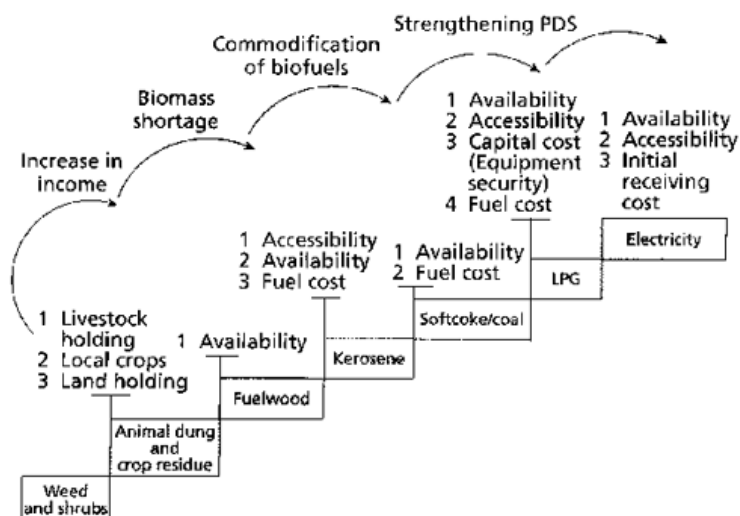 Strengthening PDS
Commodification
of biofuels
Biomass
shortage
Increase in
income
1 Availability
2 Accessibility
3 Capital cost
(Equipment
security)
4 Fuel cost
1 Availability
2 Accessibility
3 Initial
receiving
cost
1 Accessibility
2 Availability
3 Fuel cost
1 Availability
2 Fuel cost
1 Livestock
holding
2 Local crops
3 Land holding
1 Availability
Electricity
LPG
Softcoke/coal
Kerosene
Fuelwood
Animal dung
and
crop residue
Weed
and shrubs